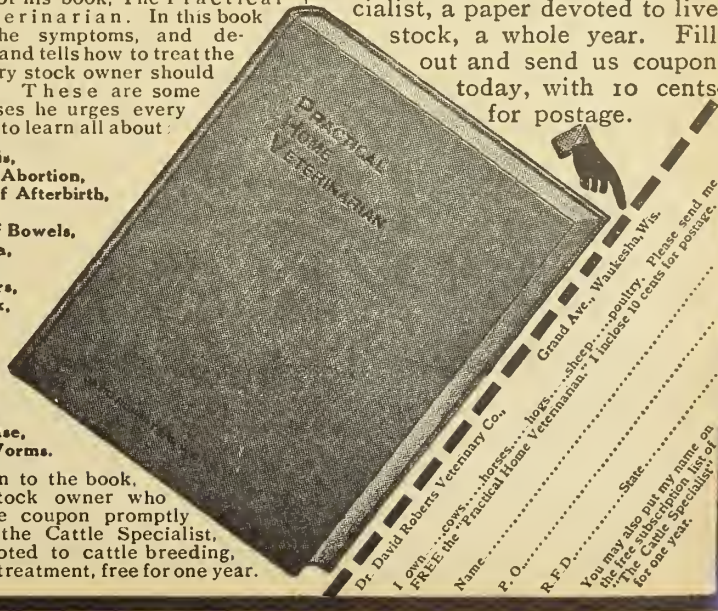 of his book, The Practical
erinarian. In this book
he symptoms, and de-
and tells how to treat the
ry stock owner should
These are some
ses he urges every
to learn all about:
is,
Abortion,
f Afterbirth,
f Bowels,
a,
rs,
k,
se,
Vorms.
n to the book,
tock owner who
e coupon promptly
the Cattle Specialist,
oted to cattle breeding,
treatment, free for one year.
PRACTICAL
HOME
VETERINARIAN
cialist, a paper devoted to live
stock, a whole year. Fill
out and send us coupon
today, with 10 cents
for postage.
Dr. David Roberts Veterinary Co., Grand Ave., Waukesha, Wis.
I own....cows....horses....hogs....sheep....poultry. Please send me
FREE the "Practical Home Veterinarian." I inclose 10 cents for postage.
Name
P. O.
R. F. D. State
You may also put my name on
the free subscription list of
"The Cattle Specialist"
for one year.